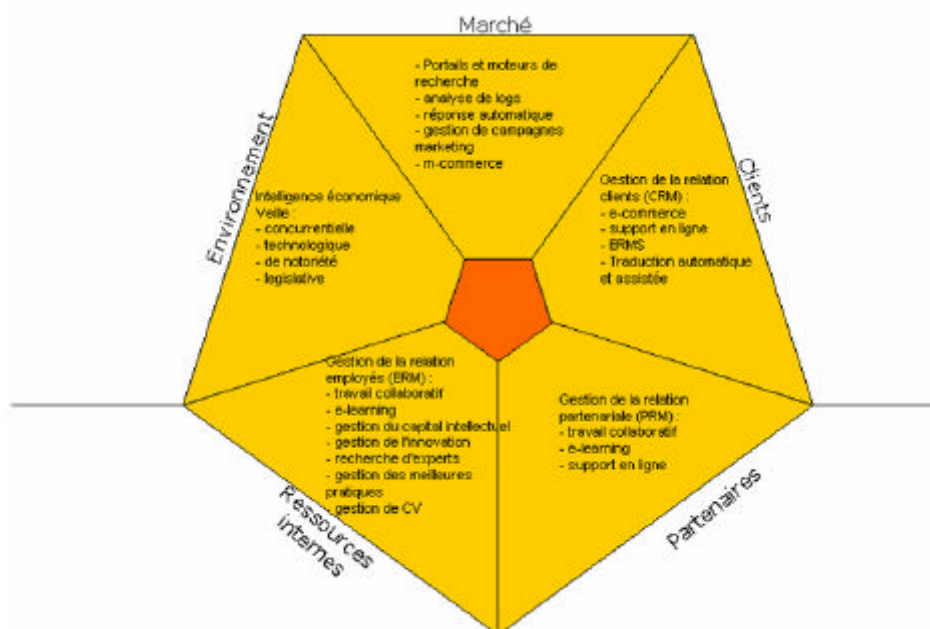 Marché
- Portails et moteurs de
recherche
- analyse de logs
- réponse automatique
- gestion de campagnes
marketing
- m-commerce
Environnement
Intelligence économique
Veille :
- concurrentielle
- technologique
- de notoriété
- legislative
Clients
Gestion de la relation
clients (CRM) :
- e-commerce
- support en ligne
- ERMS
- Traduction automatique
et assistée
Gestion de la relation
employés (ERM) :
- travail collaboratif
- e-learning
- gestion du capital intellectuel
- gestion de l'innovation
- recherche d'experts
- gestion des meilleures
pratiques
- gestion de CV
Ressources
internes
Gestion de la relation
partenariale (PRM) :
- travail collaboratif
- e-learning
- support en ligne
Partenaires